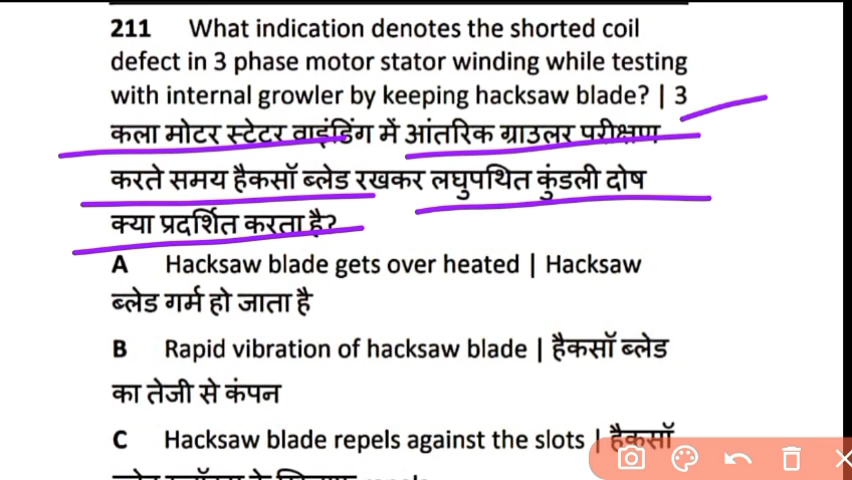 211 What indication denotes the shorted coil
defect in 3 phase motor stator winding while testing
with internal growler by keeping hacksaw blade? | 3
कला मोटर स्टेटर वाइंडिंग में आंतरिक ग्राउलर परीक्षण
करते समय हैकसॉ ब्लेड रखकर लघुपथित कुंडली दोष
क्या प्रदर्शित करता है?
A Hacksaw blade gets over heated | Hacksaw
ब्लेड गर्म हो जाता है
B Rapid vibration of hacksaw blade | हैकसॉ ब्लेड
का तेजी से कंपन
C Hacksaw blade repels against the slots | हैकसॉ